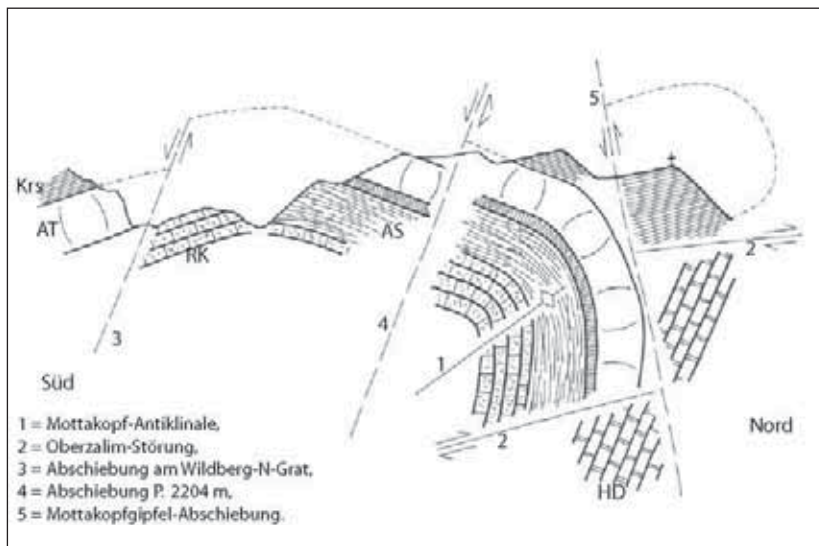 5
Krs
AT
RK
AS
2
3
4
1
2
HD
Süd
Nord
1 = Mottakopf-Antiklinale,
2 = Oberzalim-Störung,
3 = Abschiebung am Wildberg-N-Grat,
4 = Abschiebung P. 2204 m,
5 = Mottakopfgipfel-Abschiebung.